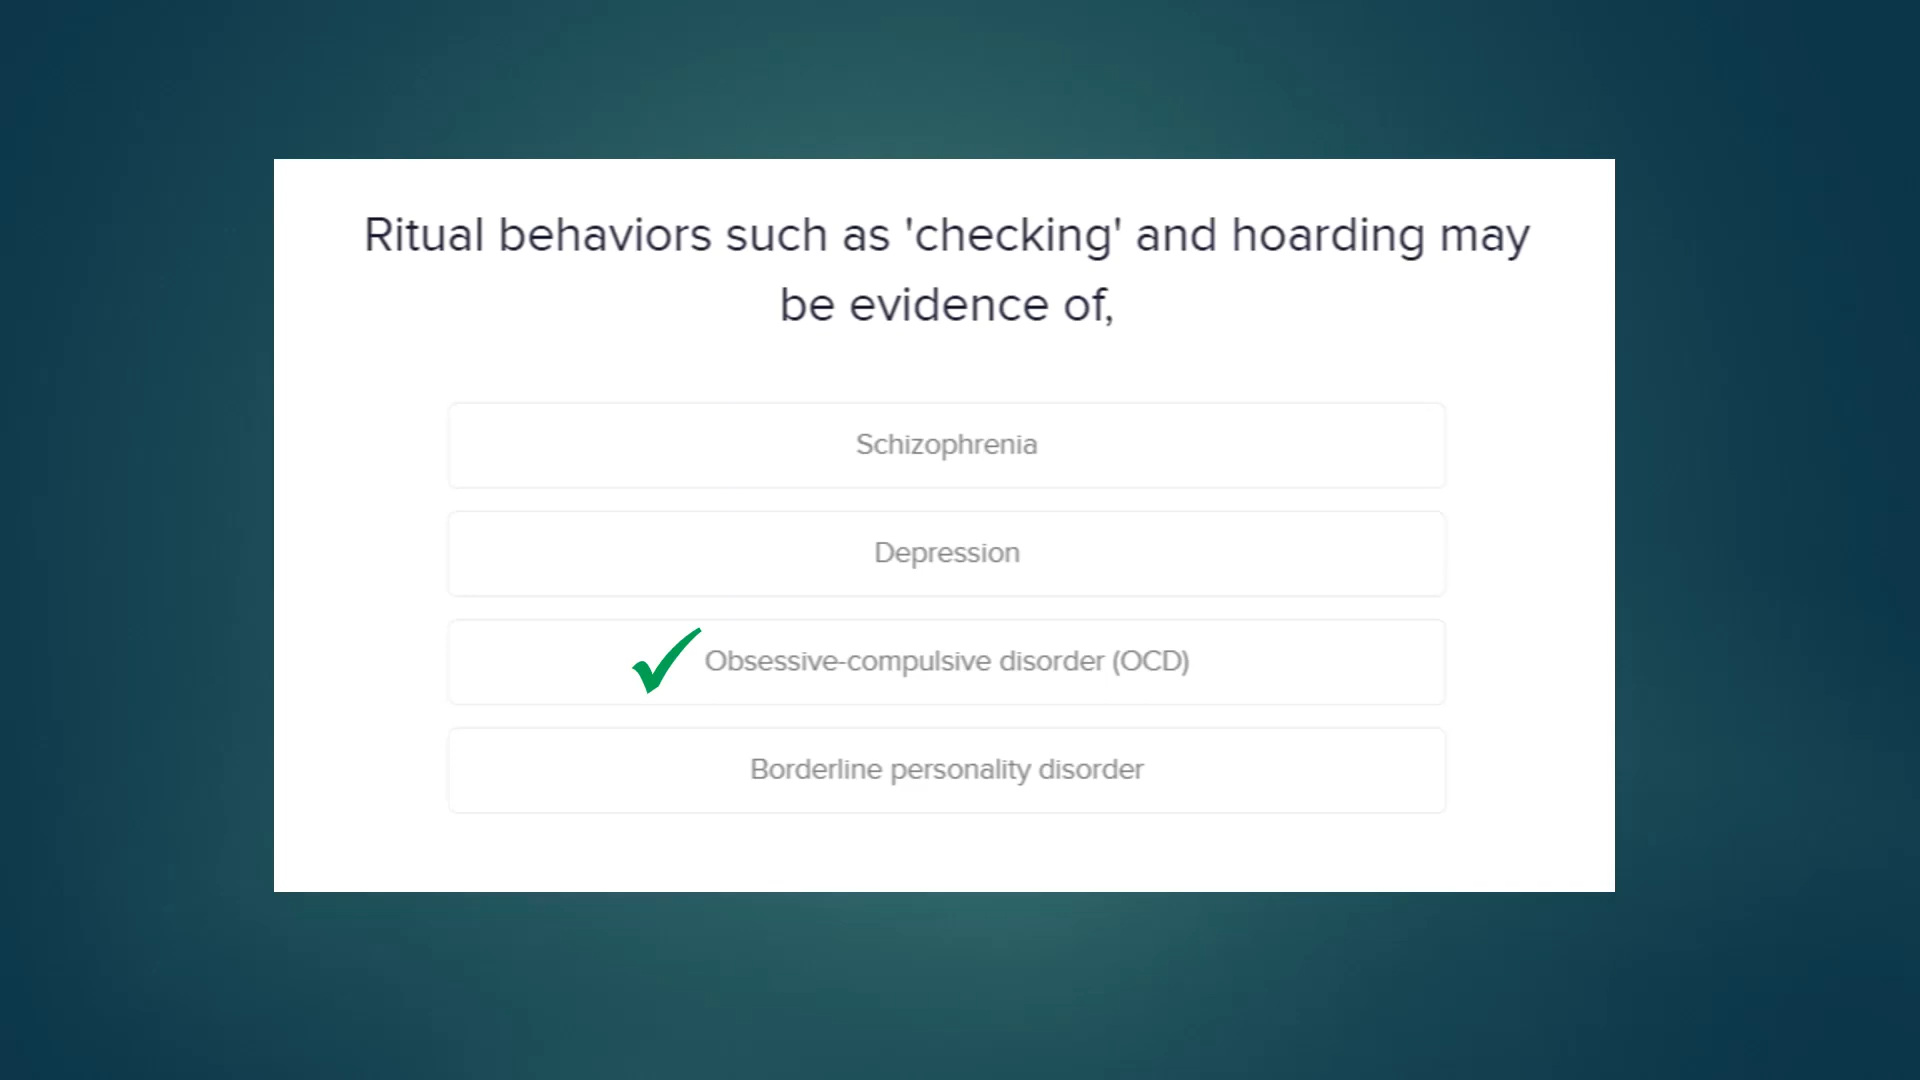 Ritual behaviors such as 'checking' and hoarding may
be evidence of,
Schizophrenia
Depression
Obsessive-compulsive disorder (OCD)
Borderline personality disorder